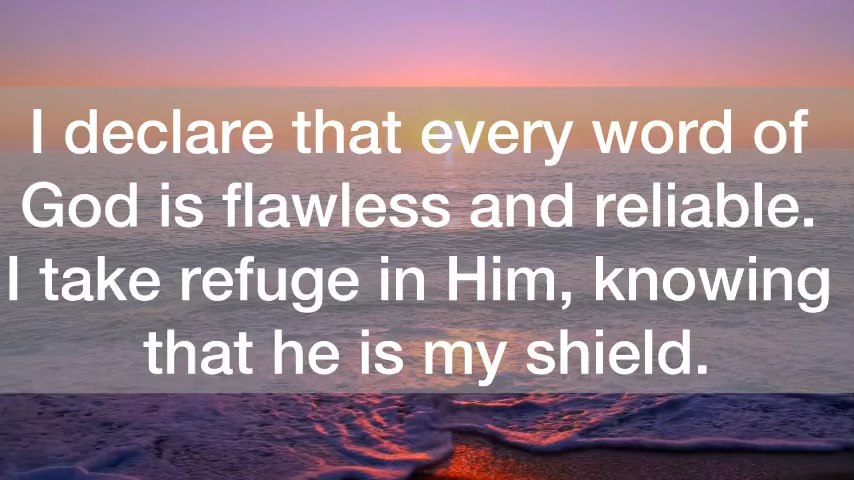 I declare that every word of
God is flawless and reliable.
I take refuge in Him, knowing
that he is my shield.